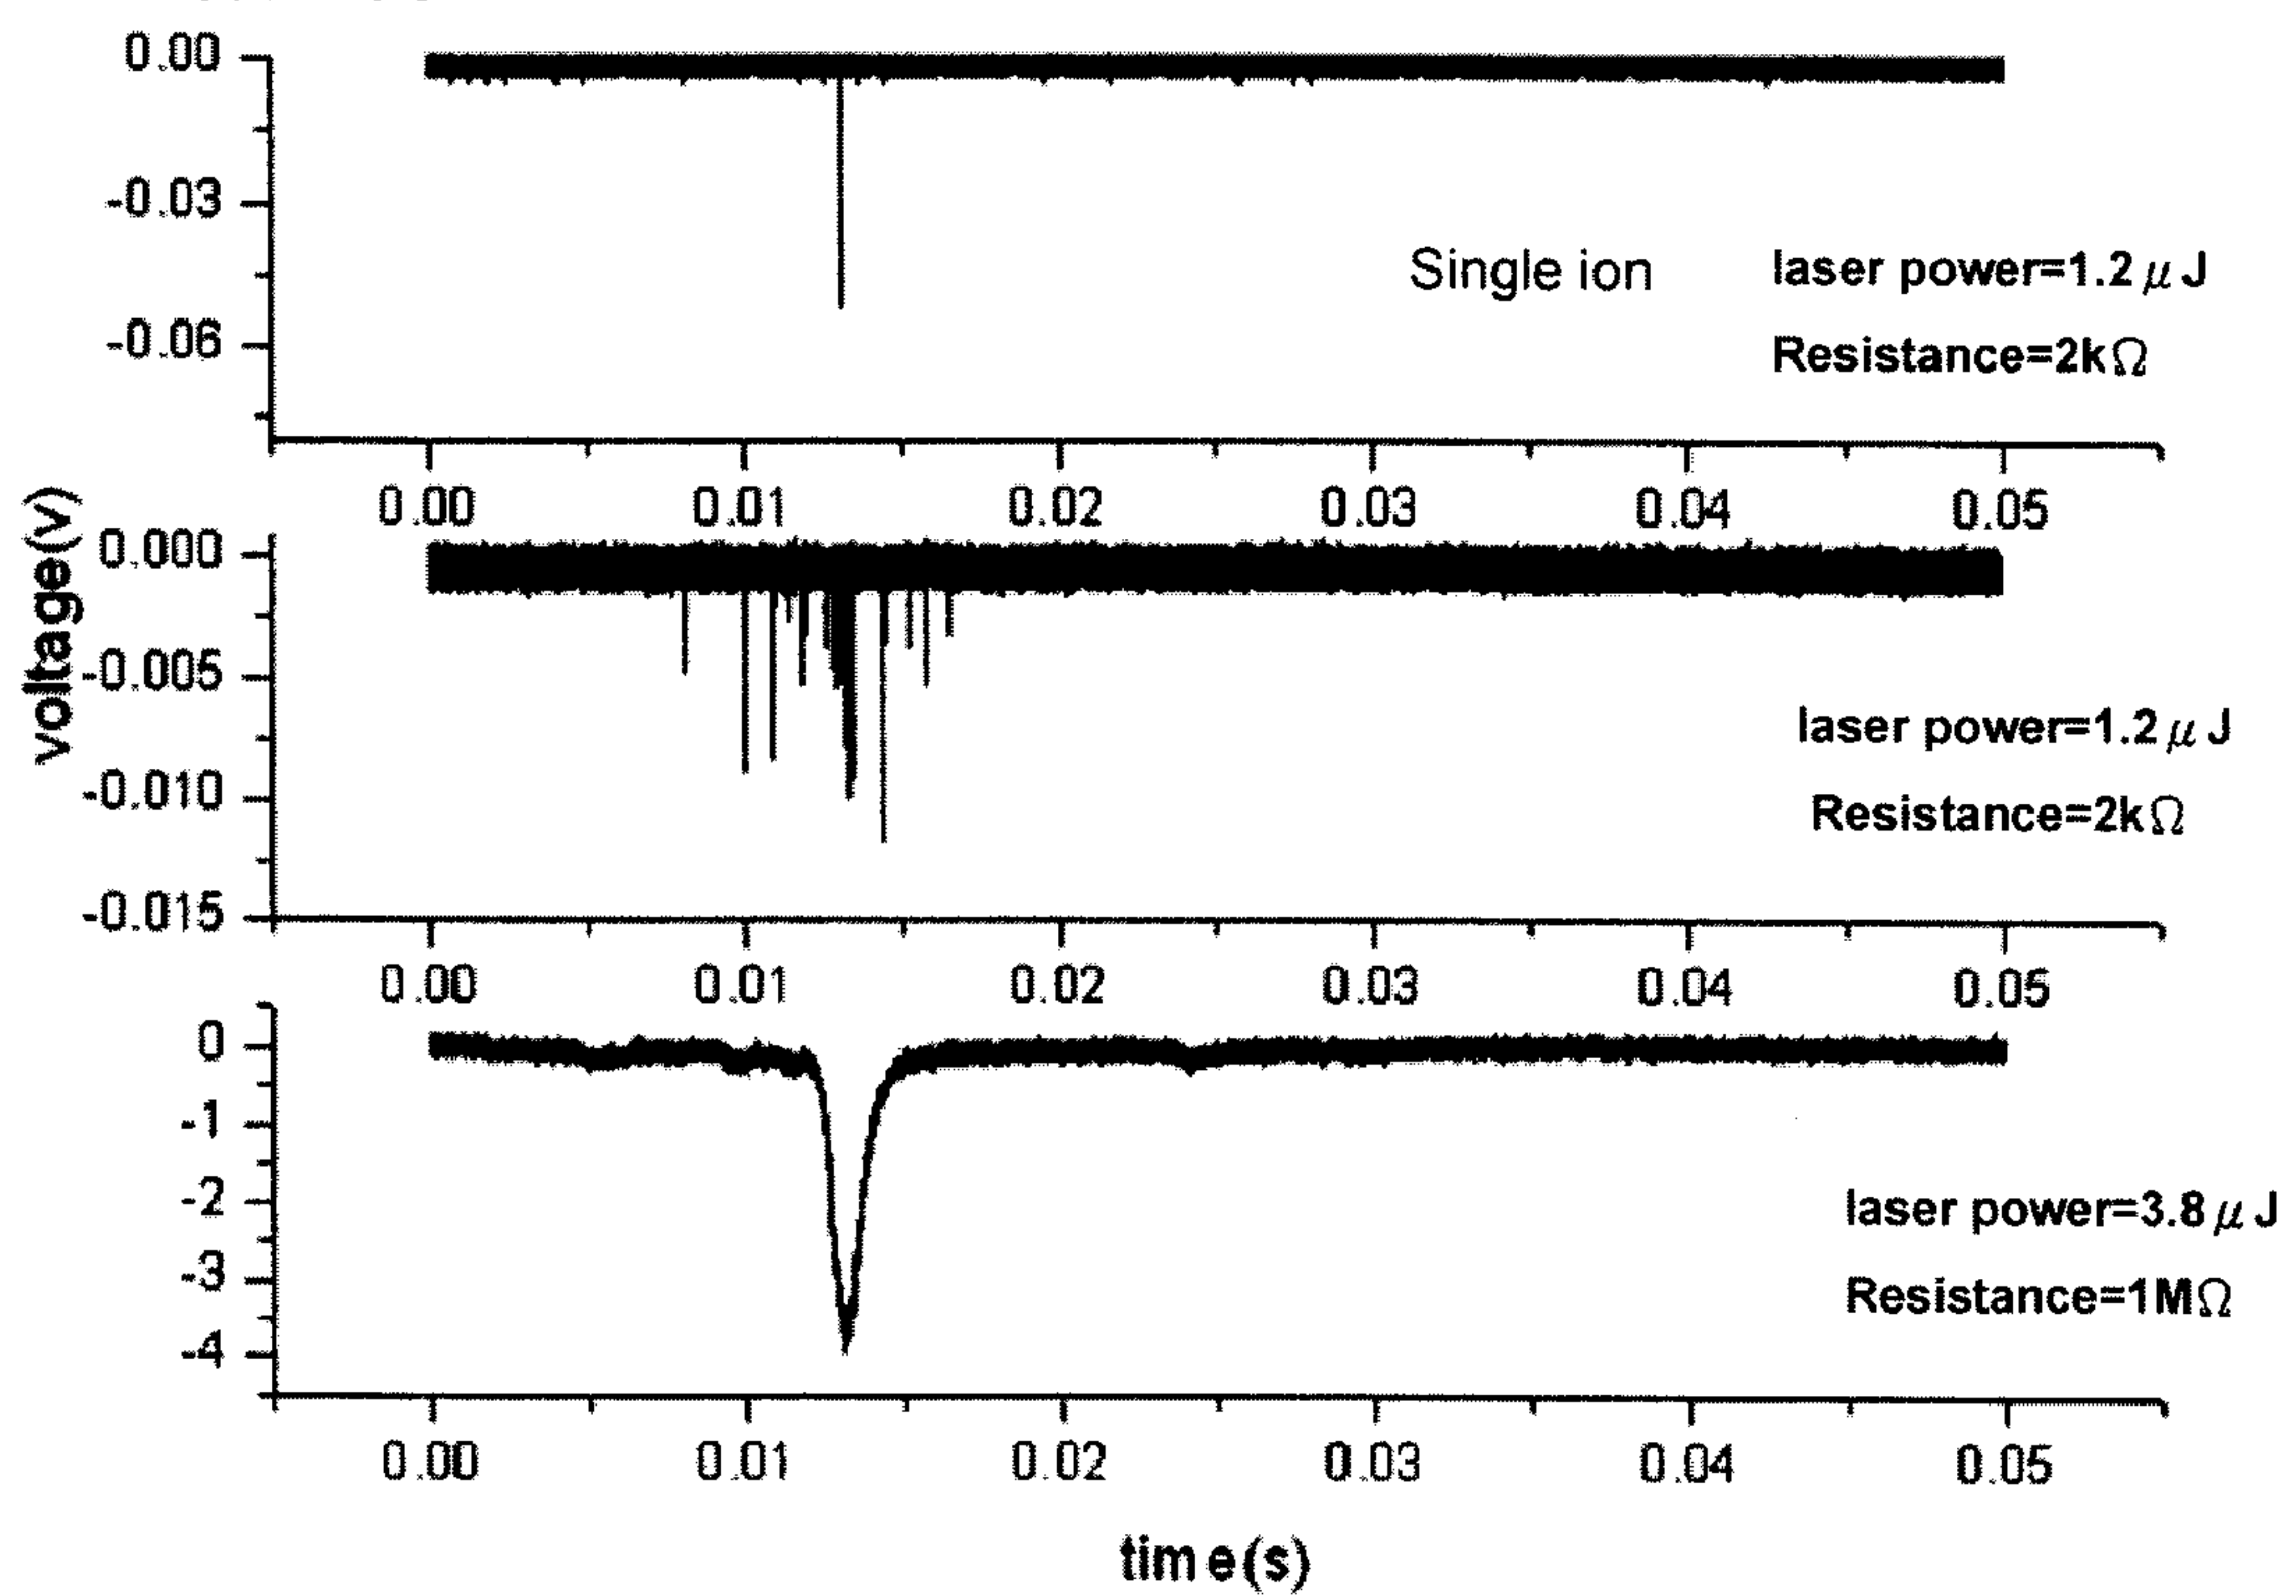 0.00
-0.03
Single ion laser power=1.2 μJ
-0.06
Resistance=2kΩ
0.00 0.01 0.02 0.03 0.04 0.05
voltage(v)
0.000
-0.005
laser power=1.2 μJ
-0.010
Resistance=2kΩ
-0.015
0.00 0.01 0.02 0.03 0.04 0.05
0
-1
-2
laser power=3.8 μJ
-3
Resistance=1MΩ
-4
0.00 0.01 0.02 0.03 0.04 0.05
time(s)